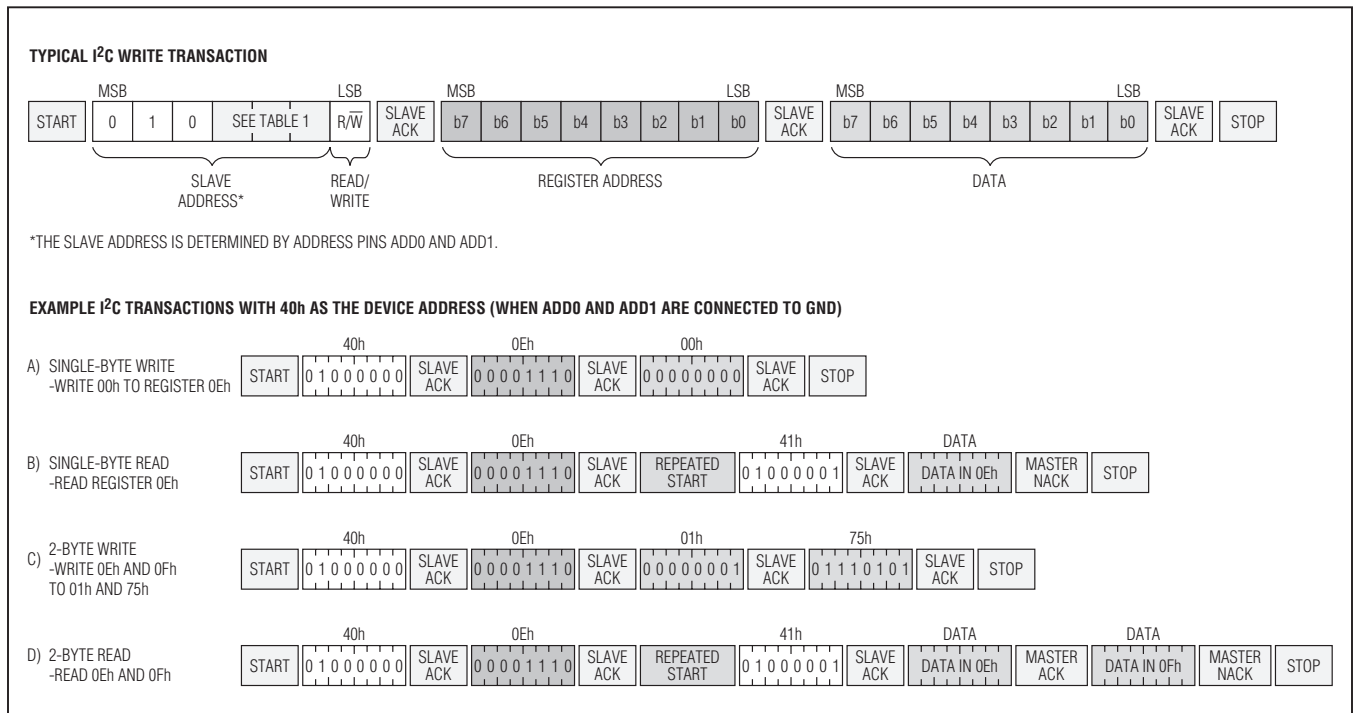 TYPICAL I2C WRITE TRANSACTION
MSB LSB MSB LSB MSB LSB
START 0 1 0 SEE TABLE 1 R/W̅ SLAVE ACK b7 b6 b5 b4 b3 b2 b1 b0 SLAVE ACK b7 b6 b5 b4 b3 b2 b1 b0 SLAVE ACK STOP
SLAVE ADDRESS* READ/WRITE REGISTER ADDRESS DATA
*THE SLAVE ADDRESS IS DETERMINED BY ADDRESS PINS ADD0 AND ADD1.
EXAMPLE I2C TRANSACTIONS WITH 40h AS THE DEVICE ADDRESS (WHEN ADD0 AND ADD1 ARE CONNECTED TO GND)
40h 0Eh 00h
A) SINGLE-BYTE WRITE
-WRITE 00h TO REGISTER 0Eh
START 0 1 0 0 0 0 0 0 SLAVE ACK 0 0 0 0 1 1 1 0 SLAVE ACK 0 0 0 0 0 0 0 0 SLAVE ACK STOP
40h 0Eh 41h DATA
B) SINGLE-BYTE READ
-READ REGISTER 0Eh
START 0 1 0 0 0 0 0 0 SLAVE ACK 0 0 0 0 1 1 1 0 SLAVE ACK REPEATED START 0 1 0 0 0 0 0 1 SLAVE ACK DATA IN 0Eh MASTER NACK STOP
40h 0Eh 01h 75h
C) 2-BYTE WRITE
-WRITE 0Eh AND 0Fh
TO 01h AND 75h
START 0 1 0 0 0 0 0 0 SLAVE ACK 0 0 0 0 1 1 1 0 SLAVE ACK 0 0 0 0 0 0 0 1 SLAVE ACK 0 1 1 1 0 1 0 1 SLAVE ACK STOP
40h 0Eh 41h DATA DATA
D) 2-BYTE READ
-READ 0Eh AND 0Fh
START 0 1 0 0 0 0 0 0 SLAVE ACK 0 0 0 0 1 1 1 0 SLAVE ACK REPEATED START 0 1 0 0 0 0 0 1 SLAVE ACK DATA IN 0Eh MASTER ACK DATA IN 0Fh MASTER NACK STOP